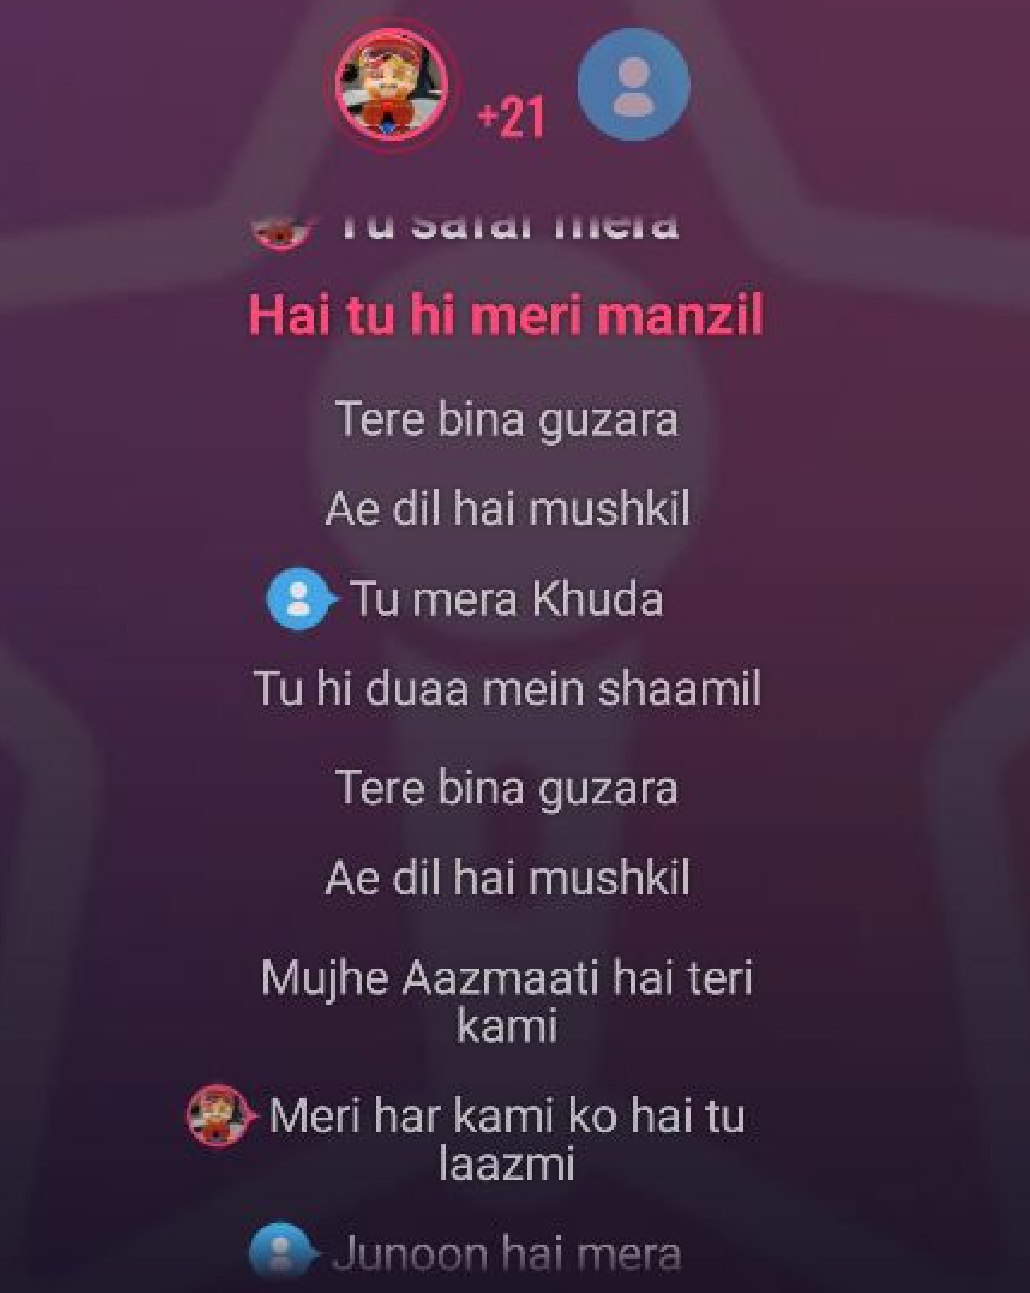 +21
Tu safar mera
Hai tu hi meri manzil
Tere bina guzara
Ae dil hai mushkil
Tu mera Khuda
Tu hi duaa mein shaamil
Tere bina guzara
Ae dil hai mushkil
Mujhe Aazmaati hai teri
kami
Meri har kami ko hai tu
laazmi
Junoon hai mera